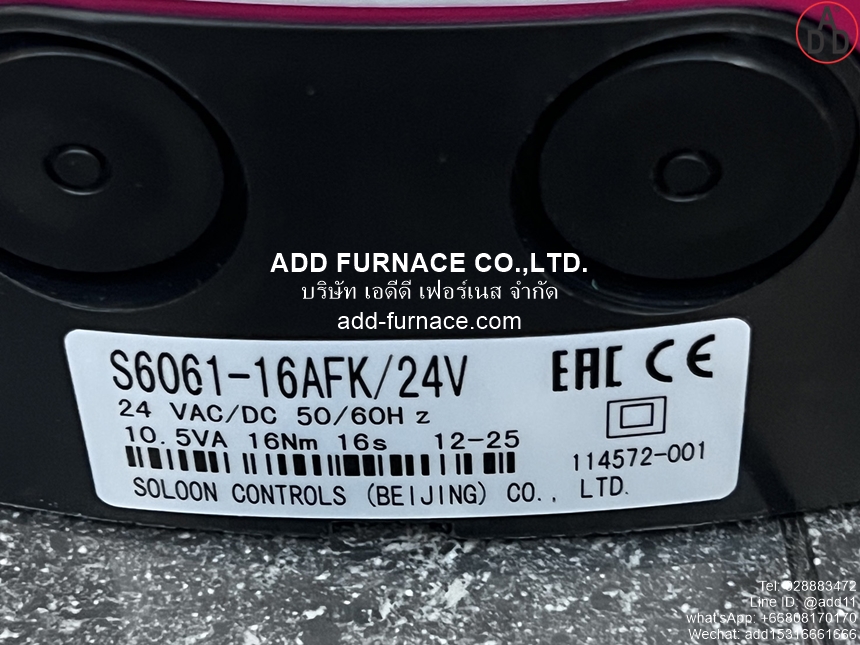 ADD
ADD FURNACE CO.,LTD.
บริษัท เอดีดี เฟอร์เนส จำกัด
add-furnace.com
S6061-16AFK/24V
EAC CE
24 VAC/DC 50/60Hz
10.5VA 16Nm 16s 12-25
114572-001
SOLOON CONTROLS (BEIJING) CO., LTD.
Tel: 028883472
Line ID: @add11
what'sApp: +66808170170
Wechat: add15316661666